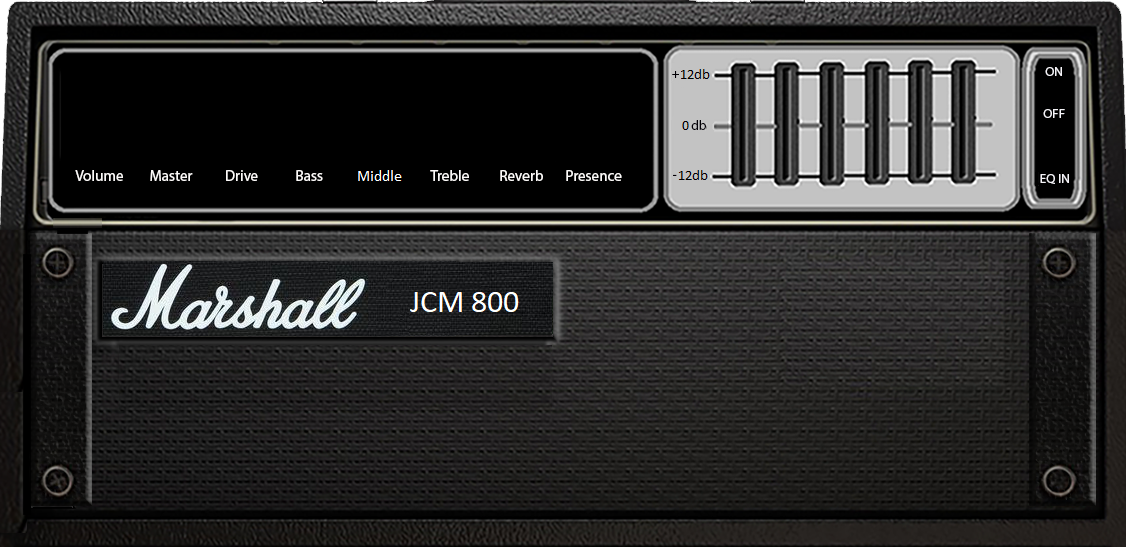 +12db
0 db
-12db
ON
OFF
EQ IN
Volume Master Drive Bass Middle Treble Reverb Presence
Marshall JCM 800